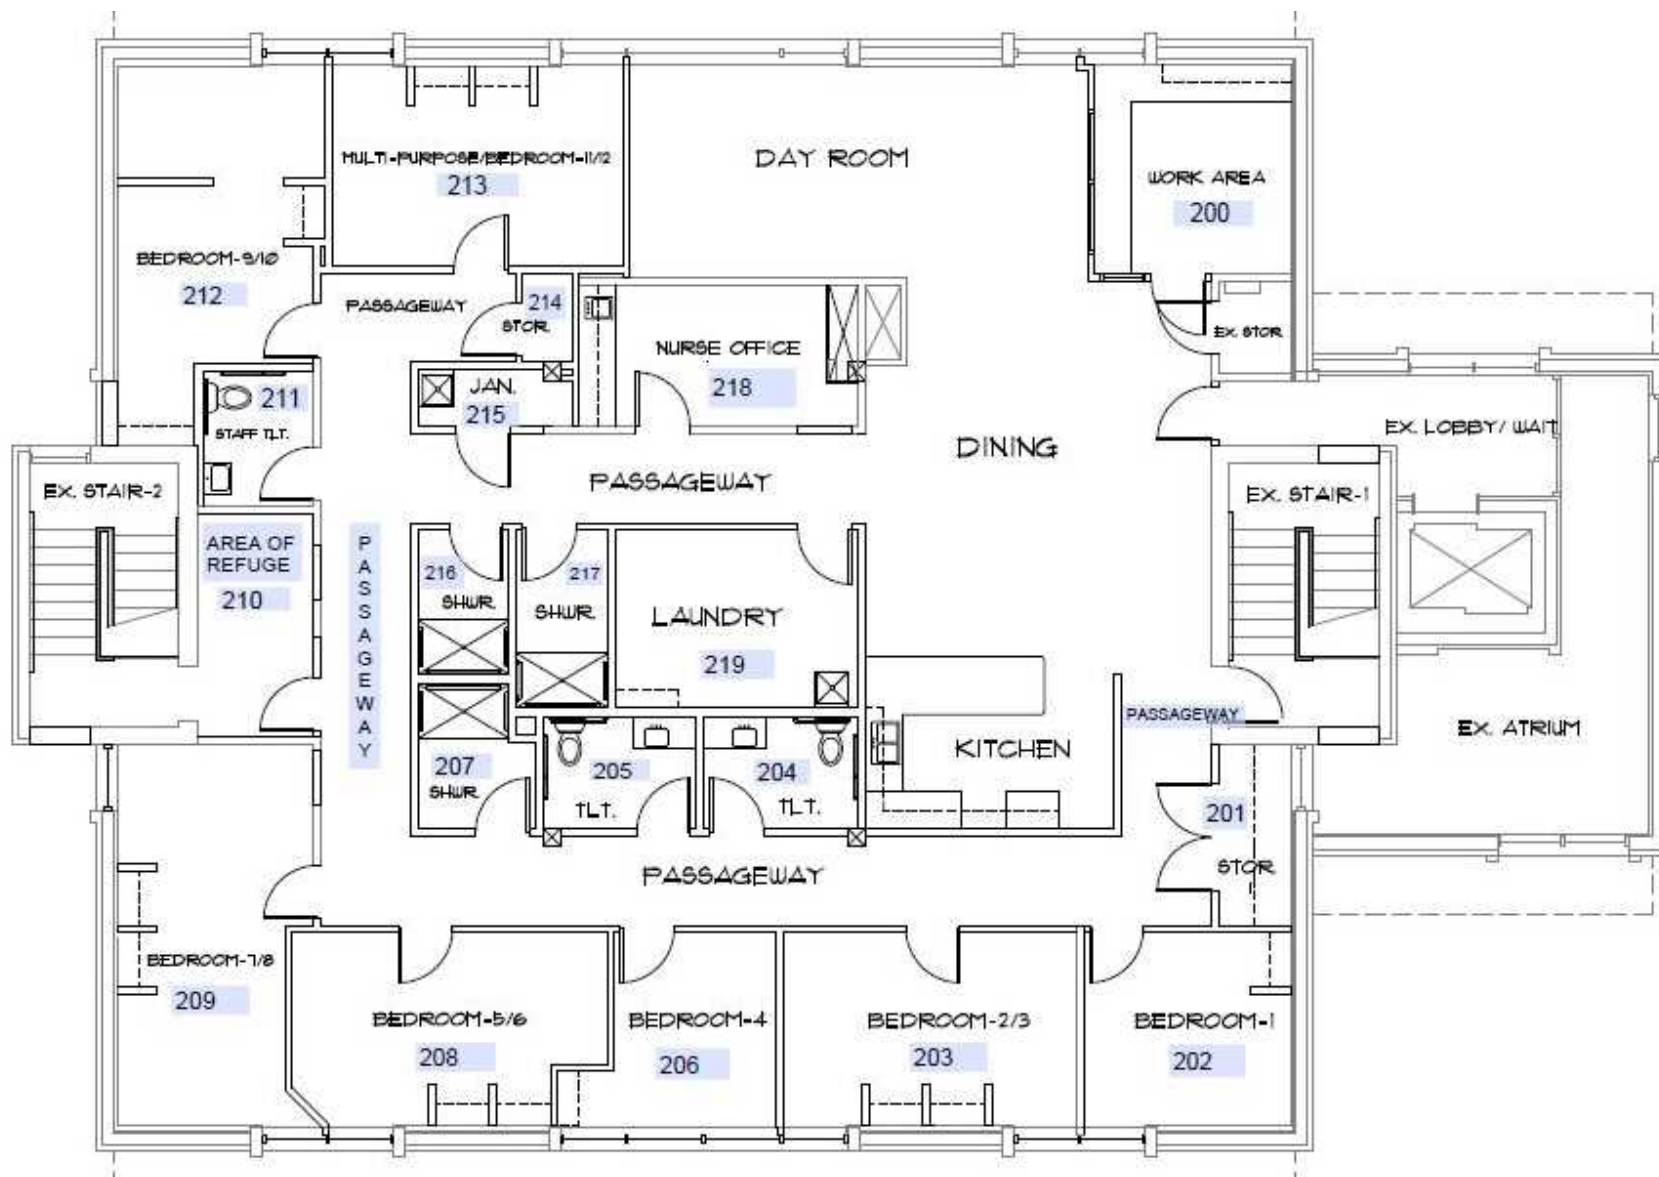 MULTI-PURPOSE/BEDROOM-11/12
213
DAY ROOM
WORK AREA
200
BEDROOM-9/10
212
PASSAGEWAY
214
STOR.
EX. STOR.
NURSE OFFICE
218
JAN.
215
211
STAFF TLT.
EX. LOBBY/ WAIT
DINING
PASSAGEWAY
EX. STAIR-2
EX. STAIR-1
AREA OF
REFUGE
210
PASSAGEWAY
216
SHWR.
217
SHWR.
LAUNDRY
219
PASSAGEWAY
EX. ATRIUM
KITCHEN
207
SHWR.
205
TLT.
204
TLT.
201
STOR.
PASSAGEWAY
BEDROOM-7/8
209
BEDROOM-5/6
208
BEDROOM-4
206
BEDROOM-2/3
203
BEDROOM-1
202